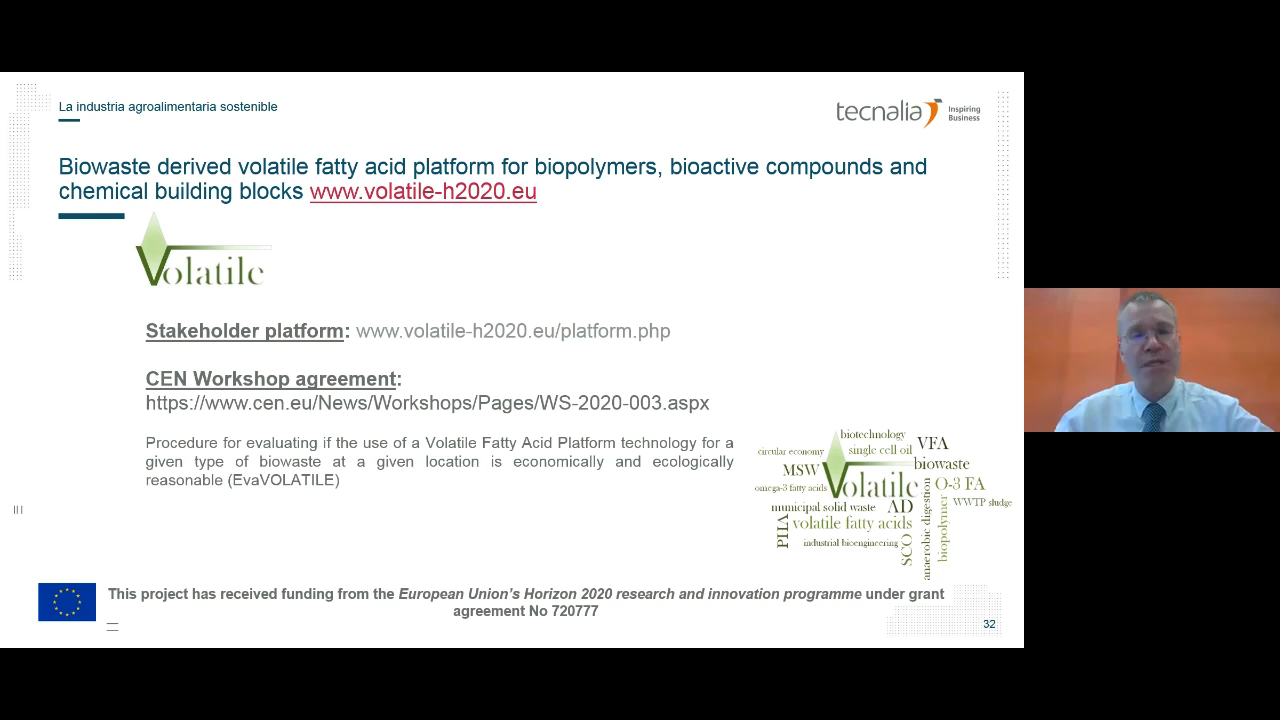 La industria agroalimentaria sostenible
tecnalia Inspiring
Business
Biowaste derived volatile fatty acid platform for biopolymers, bioactive compounds and
chemical building blocks www.volatile-h2020.eu
Volatile
Stakeholder platform: www.volatile-h2020.eu/platform.php
CEN Workshop agreement:
https://www.cen.eu/News/Workshops/Pages/WS-2020-003.aspx
Procedure for evaluating if the use of a Volatile Fatty Acid Platform technology for a
given type of biowaste at a given location is economically and ecologically
reasonable (EvaVOLATILE)
biotechnology
VFA
circular economy
single cell oil
MSW
biowaste
omega-3 fatty acids
Volatile
O-3 FA
WWTP sludge
municipal solid waste
AD
PHA
volatile fatty acids
industrial bioengineering
SCO
anaerobic digestion
biopolymer
This project has received funding from the European Union's Horizon 2020 research and innovation programme under grant
agreement No 720777
32